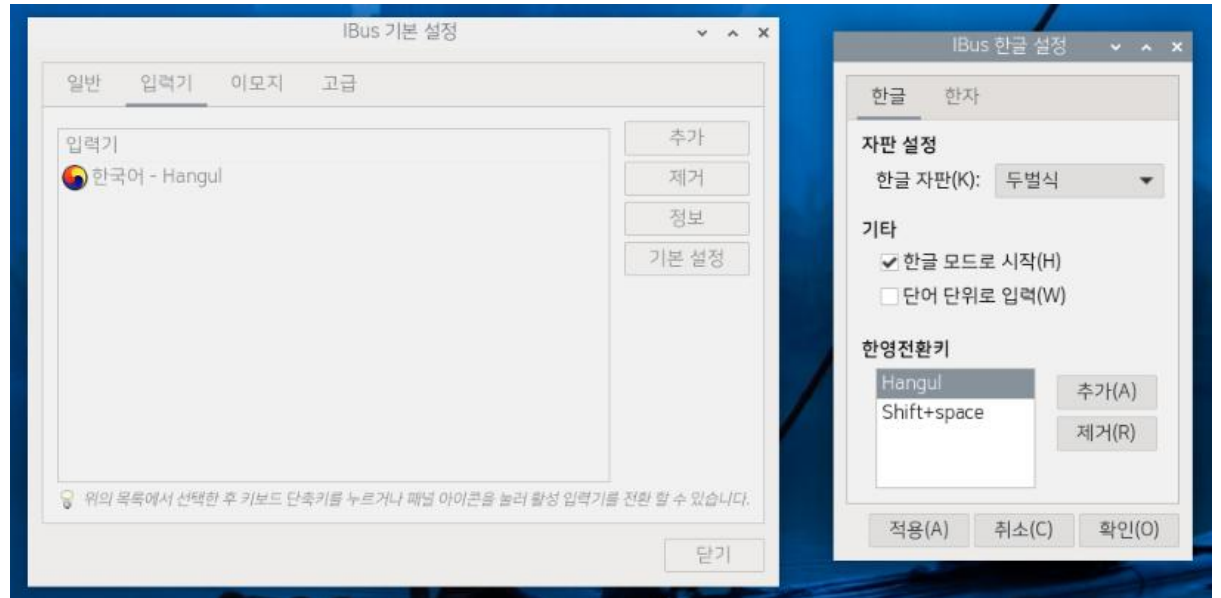 IBus 기본 설정
일반 입력기 이모지 고급
입력기
한국어 - Hangul
추가
제거
정보
기본 설정
위의 목록에서 선택한 후 키보드 단축키를 누르거나 패널 아이콘을 눌러 활성 입력기를 전환 할 수 있습니다.
닫기
IBus 한글 설정
한글 한자
자판 설정
한글 자판(K): 두벌식
기타
한글 모드로 시작(H)
단어 단위로 입력(W)
한영전환키
Hangul
Shift+space
추가(A)
제거(R)
적용(A) 취소(C) 확인(O)